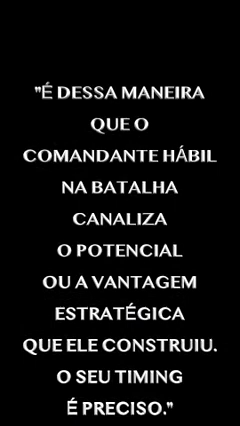 "É DESSA MANEIRA
QUE O
COMANDANTE HÁBIL
NA BATALHA
CANALIZA
O POTENCIAL
OU A VANTAGEM
ESTRATÉGICA
QUE ELE CONSTRUIU.
O SEU TIMING
É PRECISO."